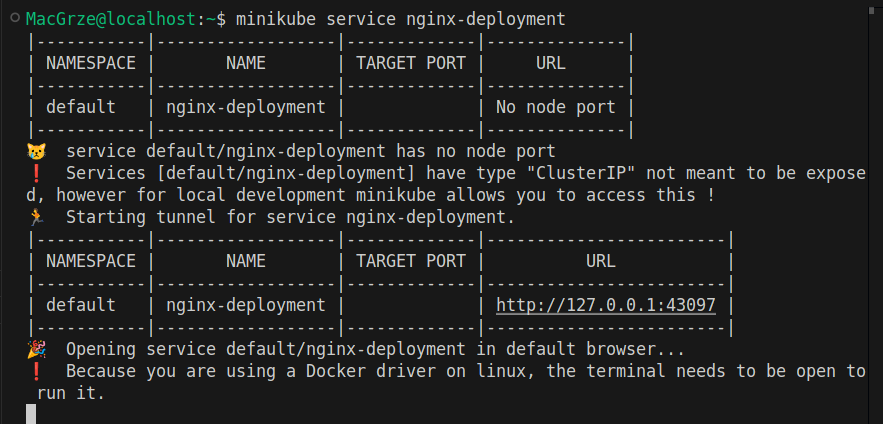 MacGrze@localhost:~$ minikube service nginx-deployment
|-----------|------------------|-------------|--------------|
| NAMESPACE |       NAME       | TARGET PORT |     URL      |
|-----------|------------------|-------------|--------------|
| default   | nginx-deployment |             | No node port |
|-----------|------------------|-------------|--------------|
😿  service default/nginx-deployment has no node port
❗  Services [default/nginx-deployment] have type "ClusterIP" not meant to be expose
d, however for local development minikube allows you to access this !
🏃  Starting tunnel for service nginx-deployment.
|-----------|------------------|-------------|------------------------|
| NAMESPACE |       NAME       | TARGET PORT |          URL           |
|-----------|------------------|-------------|------------------------|
| default   | nginx-deployment |             | http://127.0.0.1:43097 |
|-----------|------------------|-------------|------------------------|
🎉  Opening service default/nginx-deployment in default browser...
❗  Because you are using a Docker driver on linux, the terminal needs to be open to
 run it.